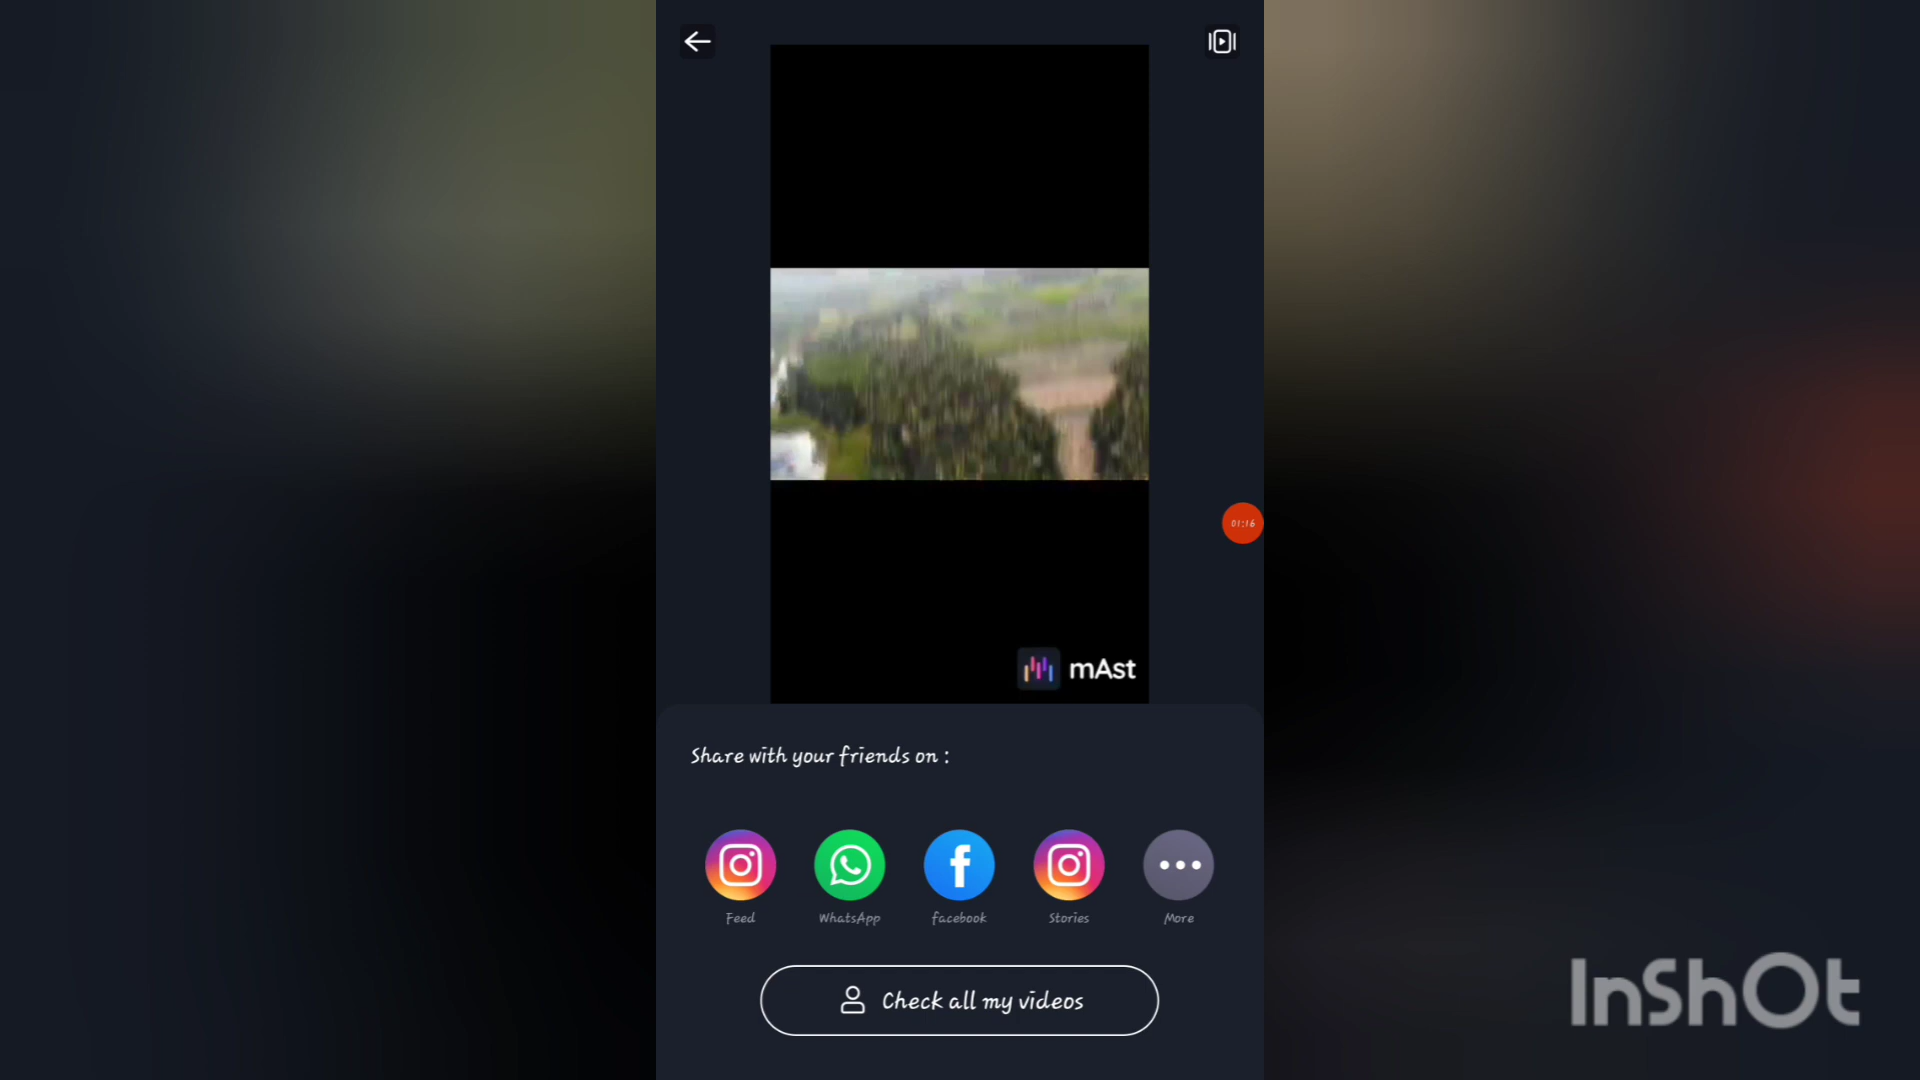 01:16
mAst
Share with your friends on :
Feed
WhatsApp
facebook
Stories
More
Check all my videos
InShOt